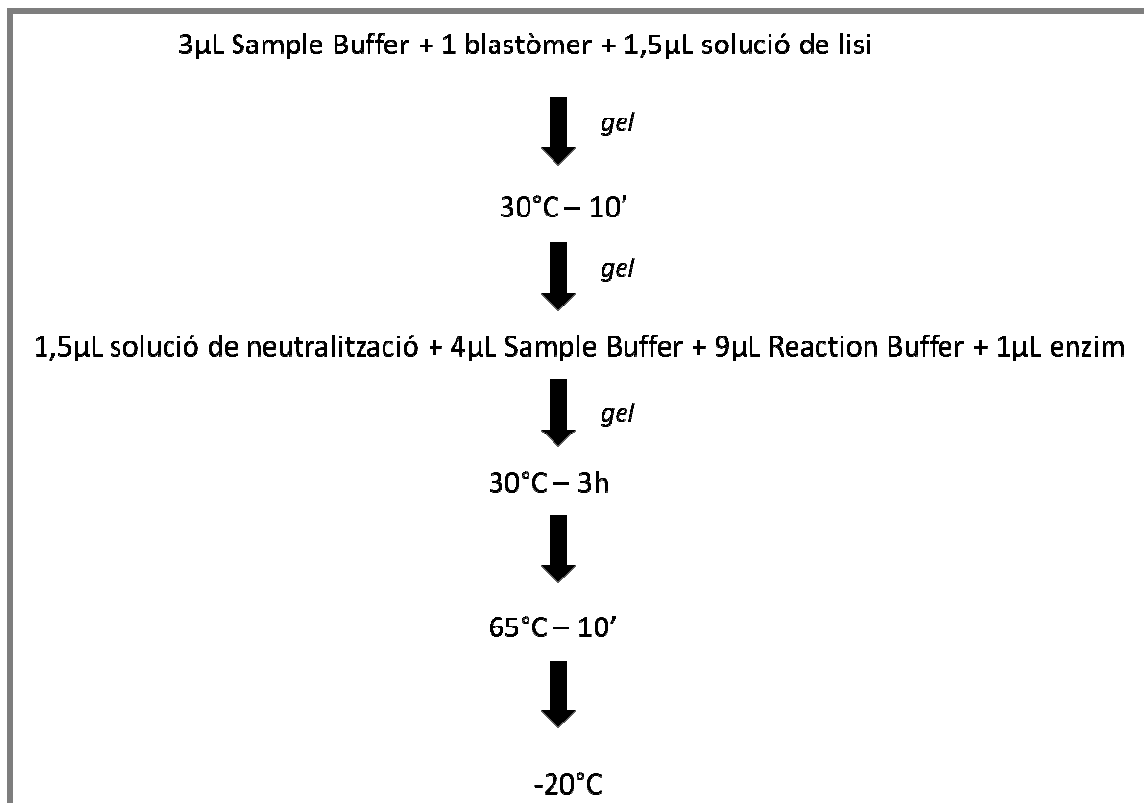 3µL Sample Buffer + 1 blastòmer + 1,5µL solució de lisi
gel
30°C – 10’
gel
1,5µL solució de neutralització + 4µL Sample Buffer + 9µL Reaction Buffer + 1µL enzim
gel
30°C – 3h
65°C – 10’
-20°C